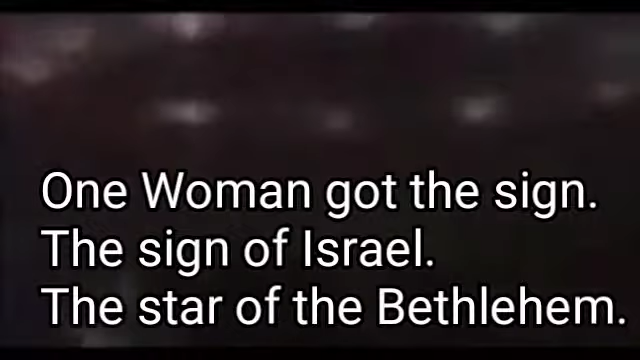 One Woman got the sign.
The sign of Israel.
The star of the Bethlehem.